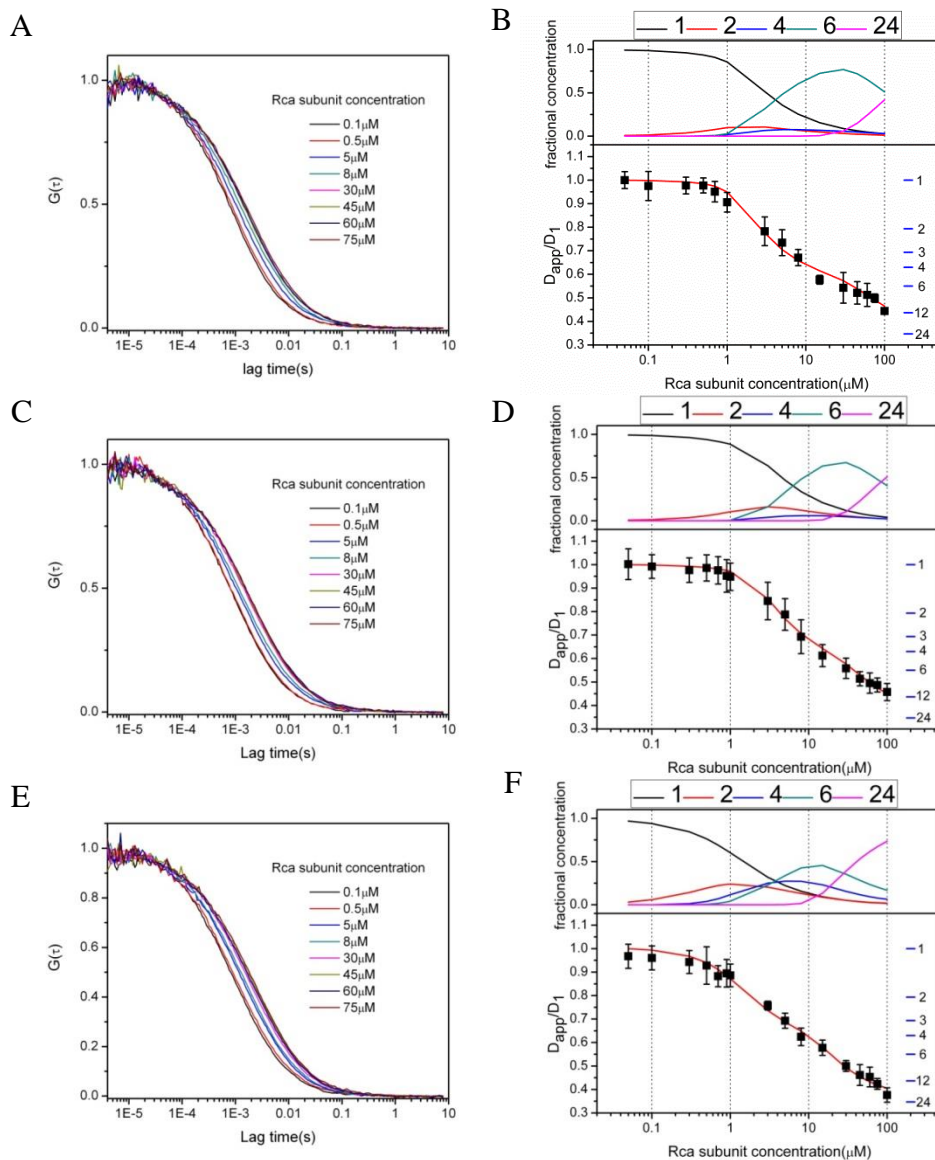 A
1.0
0.5
0.0
G(τ)
Rca subunit concentration
0.1μM
0.5μM
5μM
8μM
30μM
45μM
60μM
75μM
1E-5 1E-4 1E-3 0.01 0.1 1
lag time(s)
B
1 2 4 6 24
fractional concentration
1.0
0.5
0.0
D_app/D_1
1.1
1.0
0.9
0.8
0.7
0.6
0.5
0.4
0.3
1
2
3
4
6
12
24
0.1 1 10 100
Rca subunit concentration(μM)
C
1.0
0.5
0.0
G(τ)
Rca subunit concentration
0.1μM
0.5μM
5μM
8μM
30μM
45μM
60μM
75μM
1E-5 1E-4 1E-3 0.01 0.1 1
Lag time(s)
D
1 2 4 6 24
fractional concentration
1.0
0.5
0.0
D_app/D_1
1.1
1.0
0.9
0.8
0.7
0.6
0.5
0.4
0.3
1
2
3
4
6
12
24
0.1 1 10 100
Rca subunit concentration(μM)
E
1.0
0.8
0.6
0.4
0.2
0.0
G(τ)
Rca subunit concentration
0.1μM
0.5μM
5μM
8μM
30μM
45μM
60μM
75μM
1E-5 1E-4 1E-3 0.01 0.1 1
Lag time(s)
F
1 2 4 6 24
fractional concentration
1.0
0.5
0.0
D_app/D_1
1.1
1.0
0.9
0.8
0.7
0.6
0.5
0.4
0.3
1
2
3
4
6
12
24
0.1 1 10 100
Rca subunit concentration(μM)